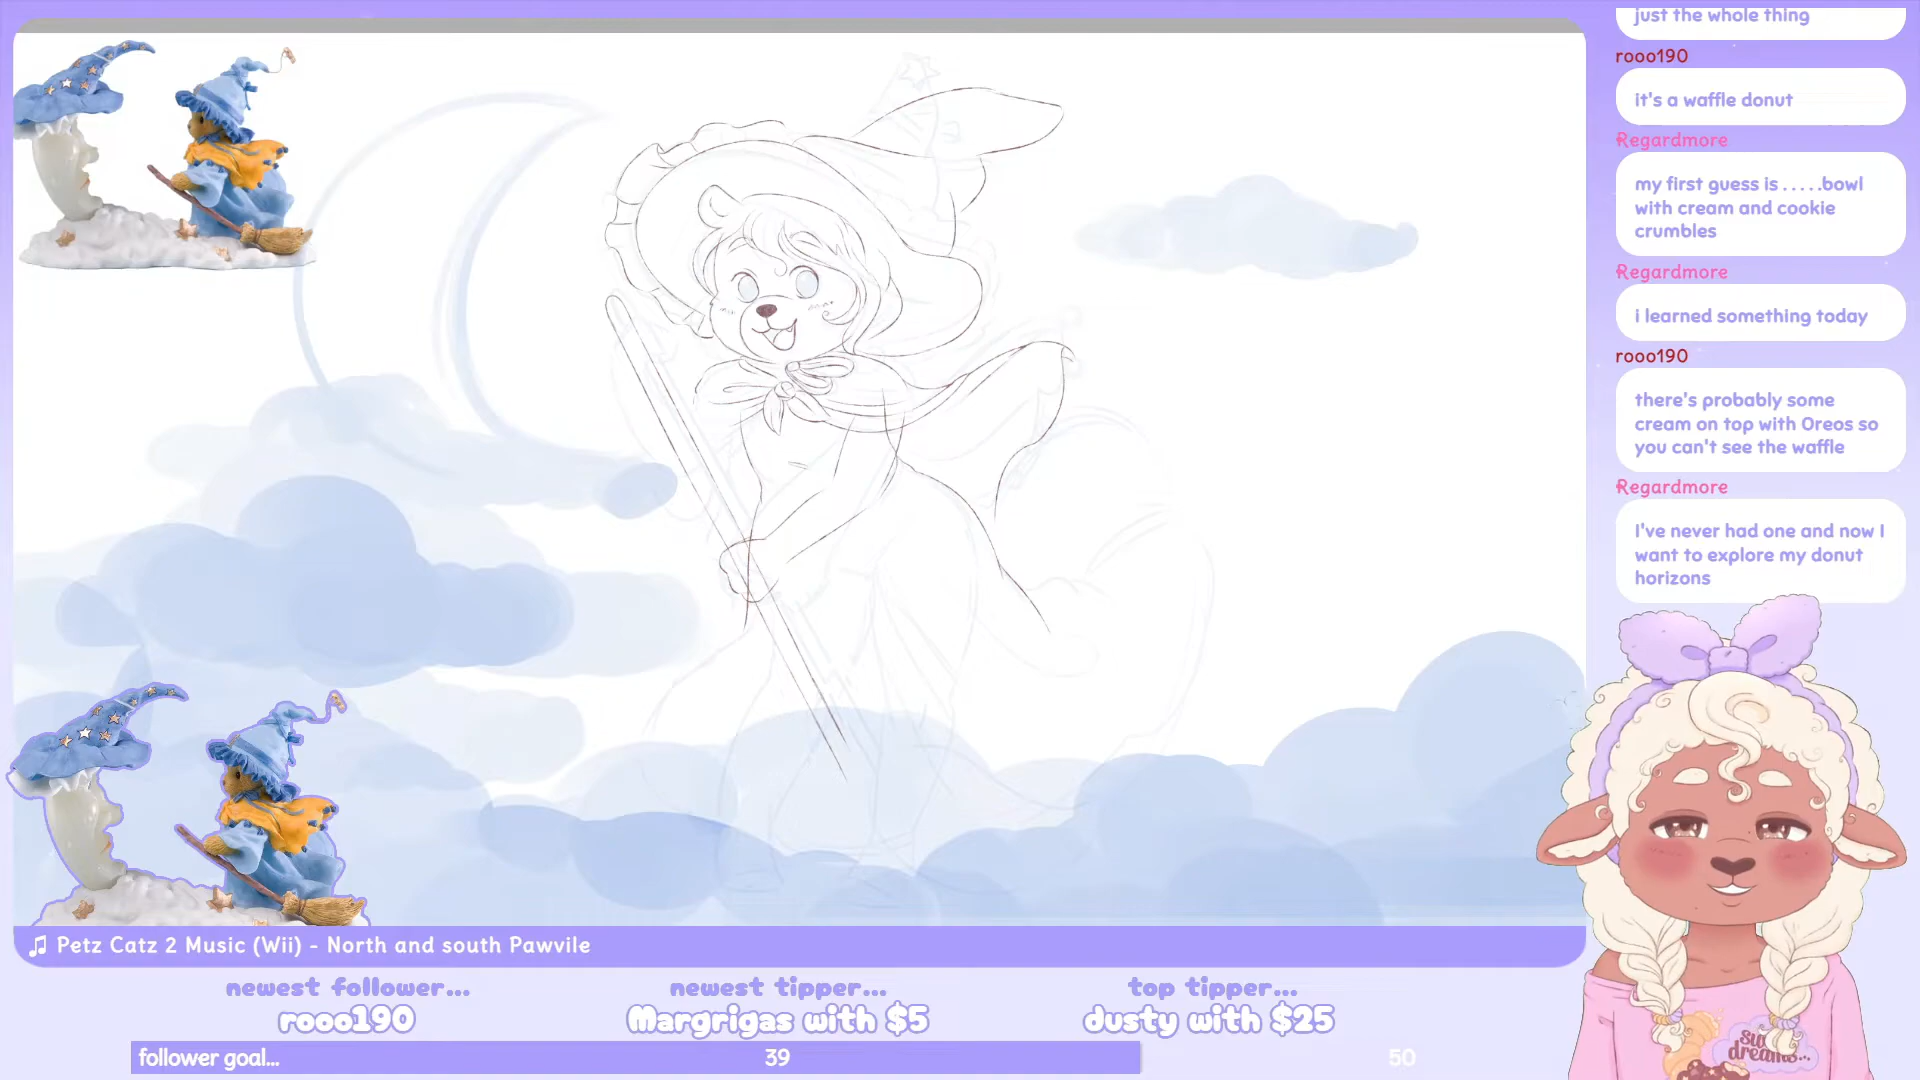 just the whole thing
rooo190
it's a waffle donut
Regardmore
my first guess is . . . . .bowl
with cream and cookie
crumbles
Regardmore
i learned something today
rooo190
there's probably some
cream on top with Oreos so
you can't see the waffle
Regardmore
I've never had one and now I
want to explore my donut
horizons
Petz Catz 2 Music (Wii) - North and south Pawvile
newest follower...
rooo190
newest tipper...
Margrigas with $5
top tipper...
dusty with $25
follower goal...
39
50
dreams...